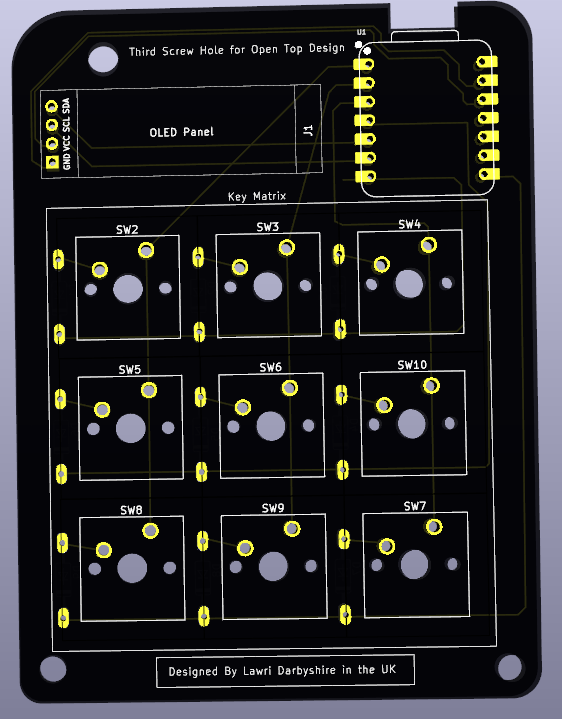 U1
Third Screw Hole for Open Top Design
SDA
SCL
VCC
GND
OLED Panel
J1
Key Matrix
SW2
SW3
SW4
SW5
SW6
SW10
SW8
SW9
SW7
Designed By Lawri Darbyshire in the UK